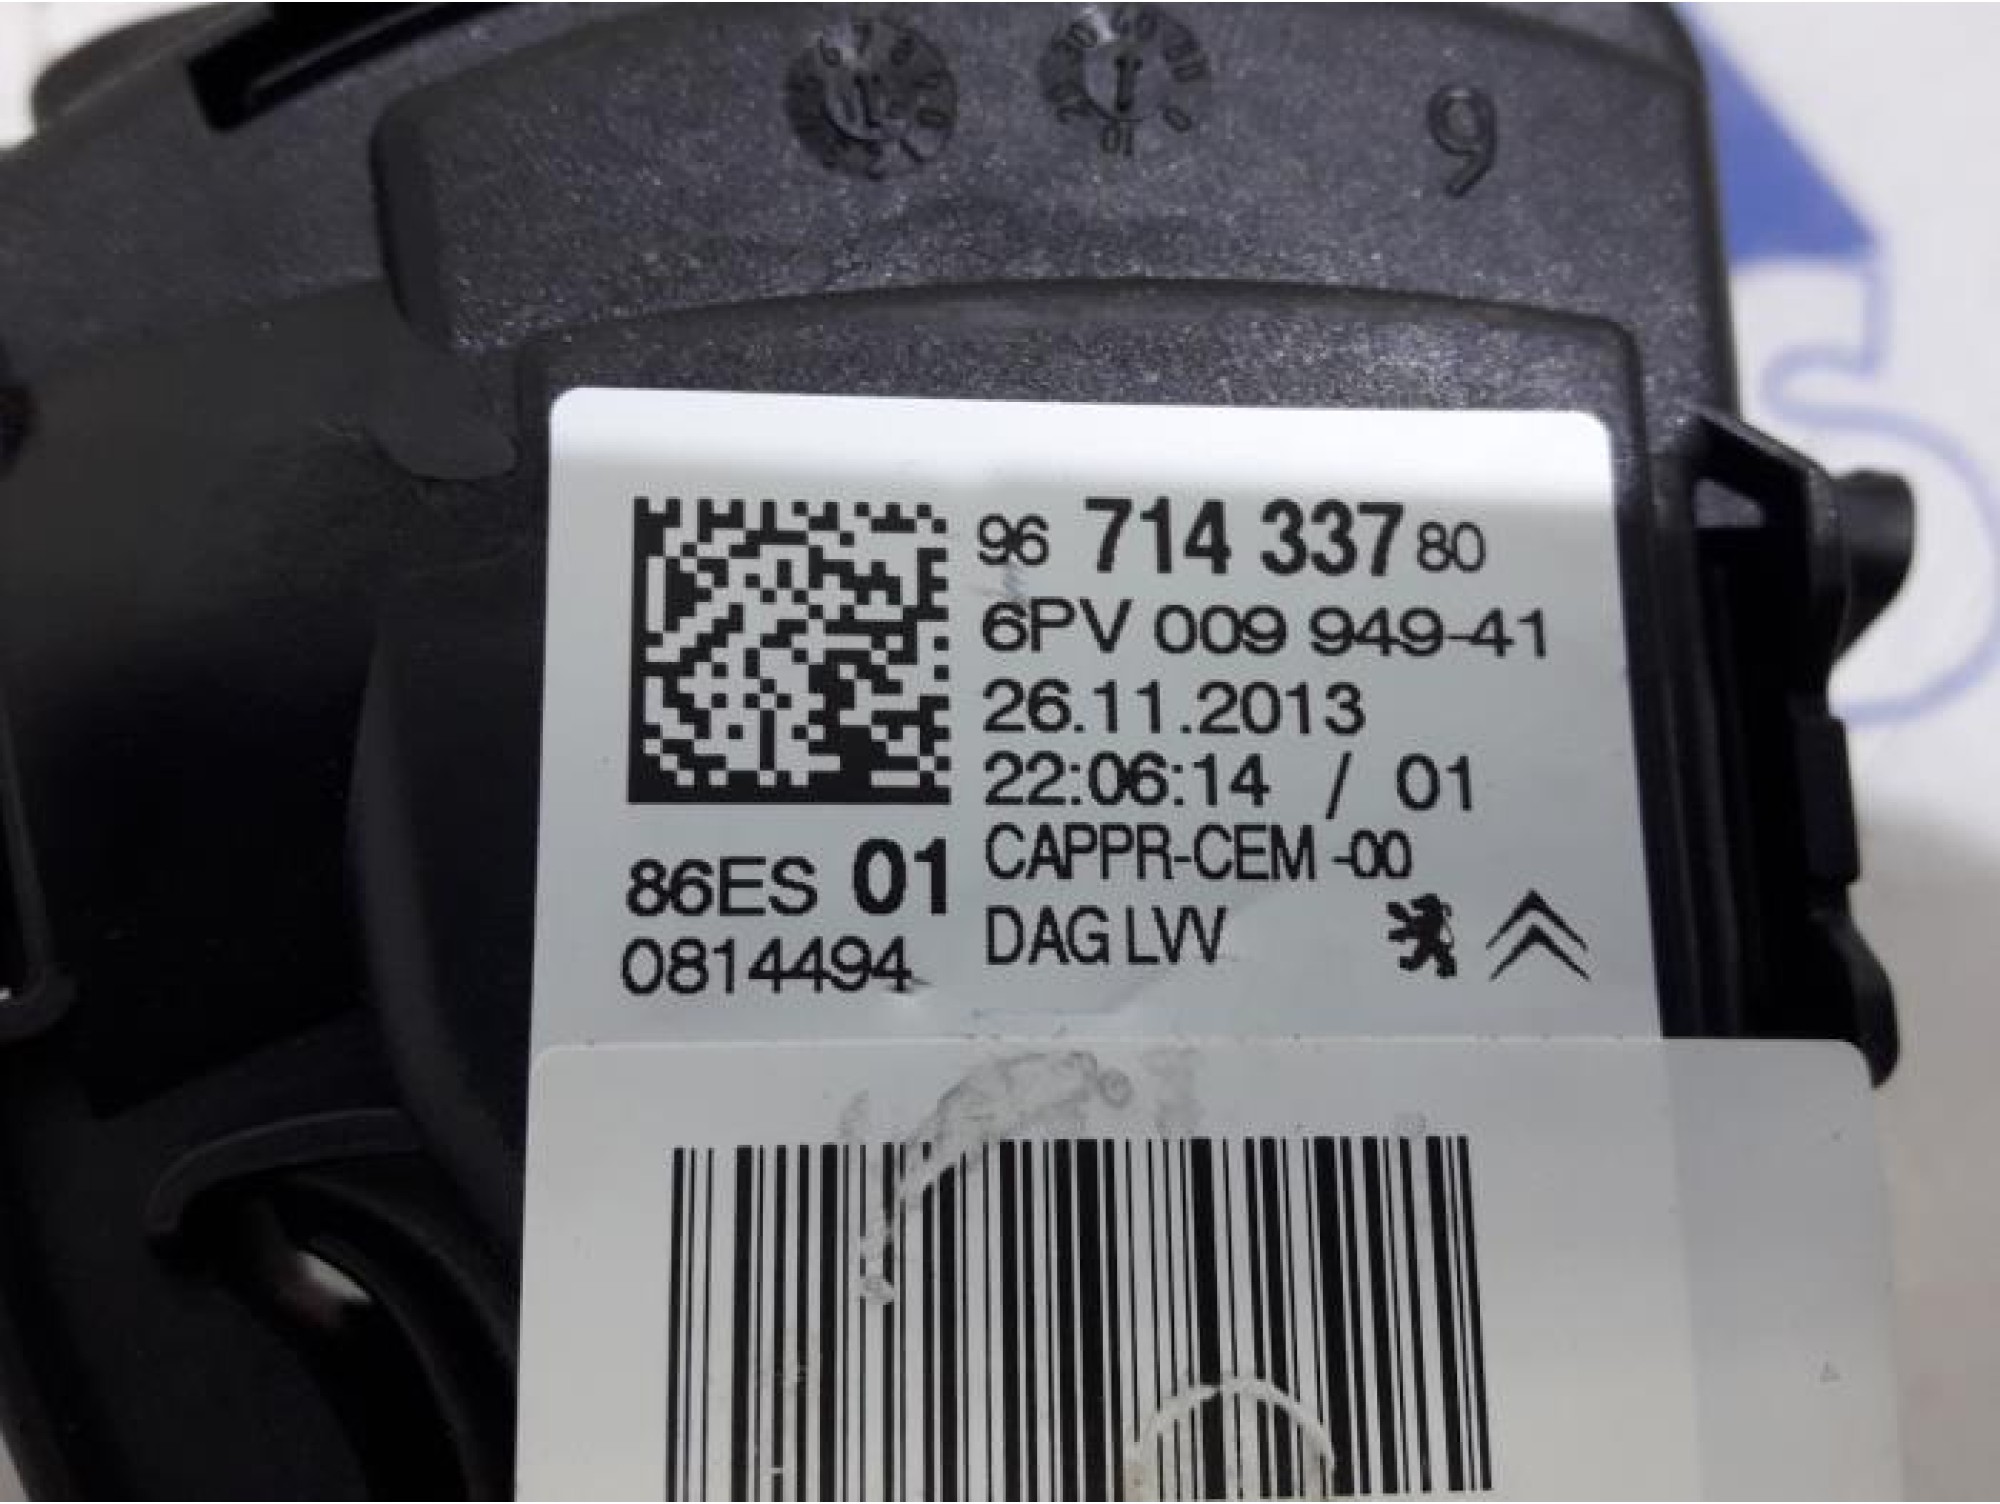 9
96 714 337 80
6PV 009 949-41
26.11.2013
22:06:14 / 01
CAPPR-CEM -00
DAG LVV
86ES 01
0814494